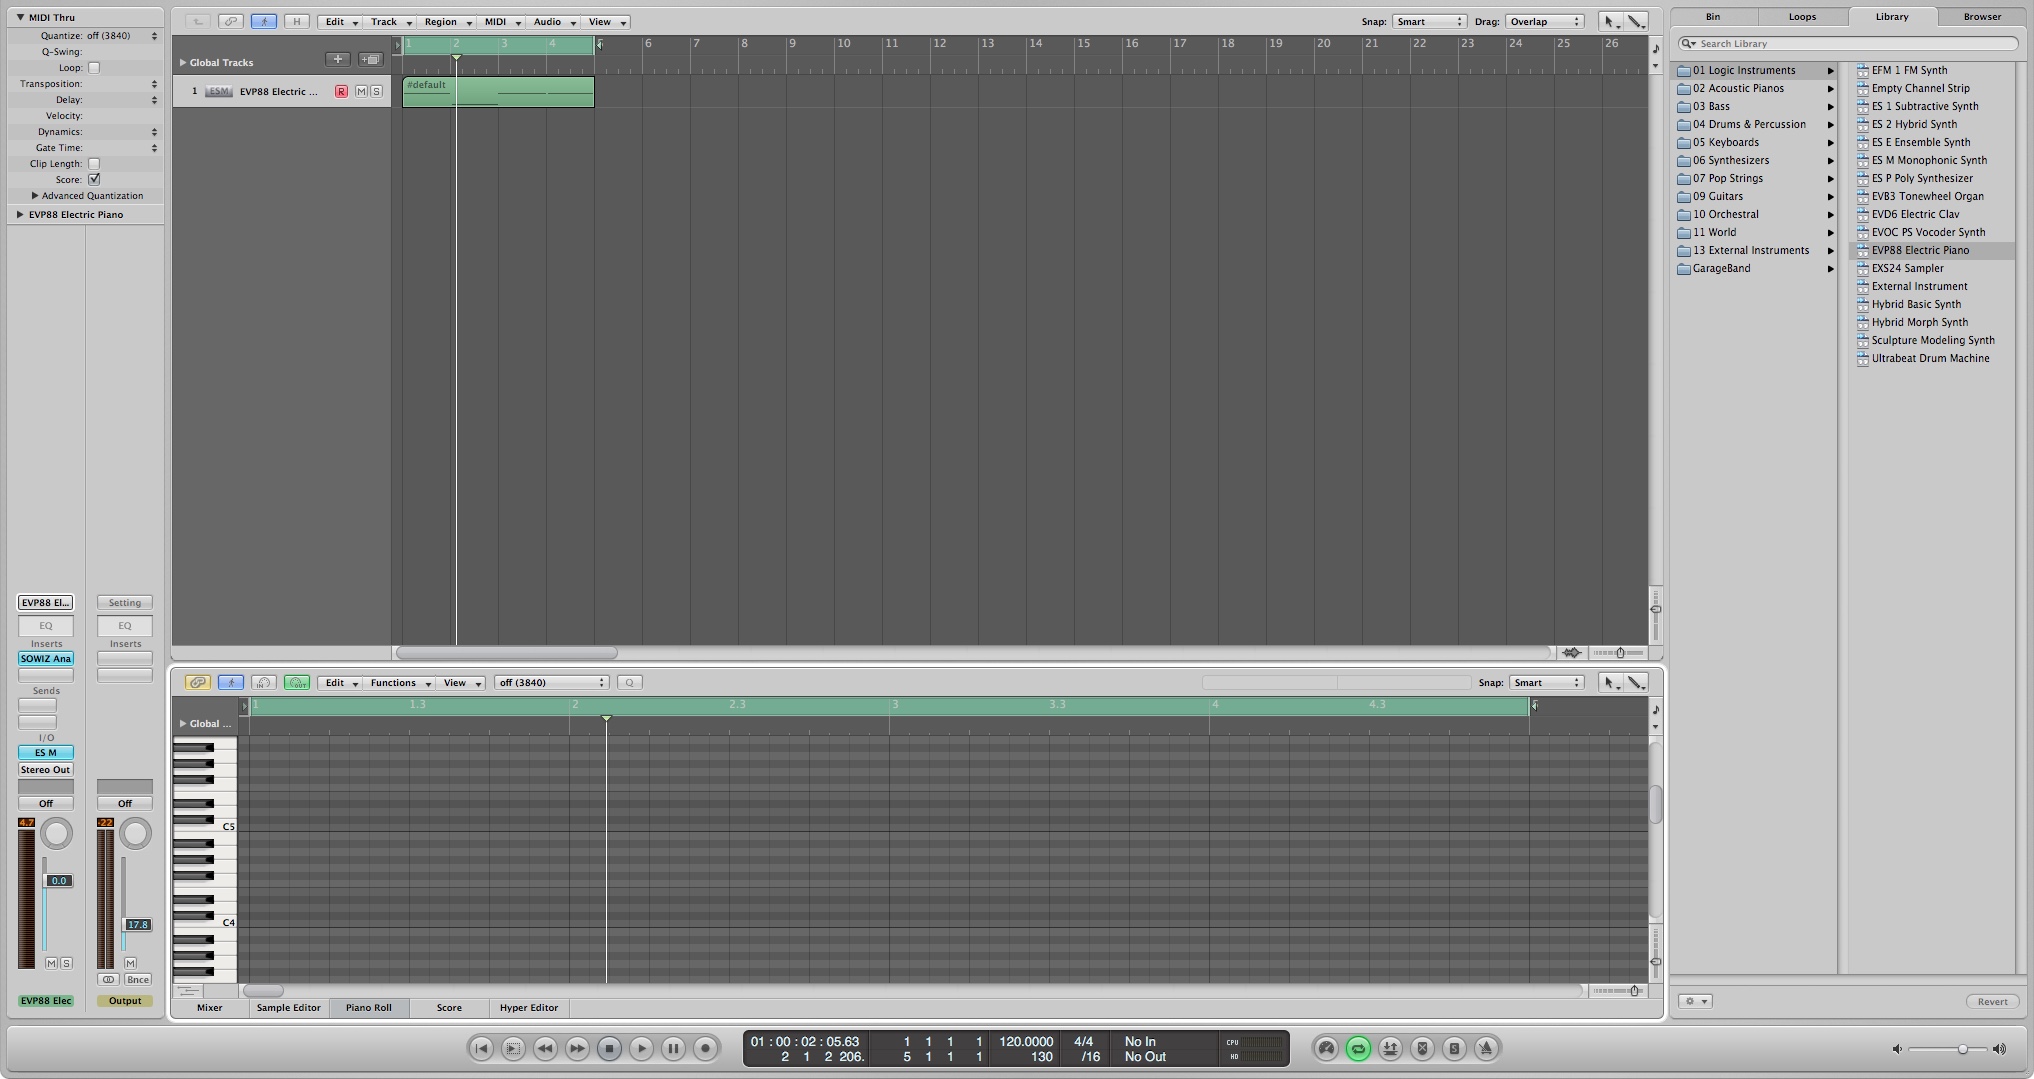 MIDI Thru
Quantize: off (3840)
Q-Swing:
Loop:
Transposition:
Delay:
Velocity:
Dynamics:
Gate Time:
Clip Length:
Score:
Advanced Quantization
EVP88 Electric Piano
EVP88 El... Setting
EQ EQ
Inserts Inserts
SOWIZ Ana
Sends
I/O
ES M
Stereo Out
Off Off
4.7 -22
0.0
17.8
M S M
Bnce
EVP88 Elec Output
H Edit Track Region MIDI Audio View Snap: Smart Drag: Overlap
Global Tracks 1 2 3 4 5 6 7 8 9 10 11 12 13 14 15 16 17 18 19 20 21 22 23 24 25 26
1 ESM EVP88 Electric ... R M S #default
IN OUT Edit Functions View off (3840) Q Snap: Smart
Global ... 1 1.3 2 2.3 3 3.3 4 4.3
C5
C4
Mixer Sample Editor Piano Roll Score Hyper Editor
Bin Loops Library Browser
Search Library
01 Logic Instruments
02 Acoustic Pianos
03 Bass
04 Drums & Percussion
05 Keyboards
06 Synthesizers
07 Pop Strings
09 Guitars
10 Orchestral
11 World
13 External Instruments
GarageBand
EFM 1 FM Synth
Empty Channel Strip
ES 1 Subtractive Synth
ES 2 Hybrid Synth
ES E Ensemble Synth
ES M Monophonic Synth
ES P Poly Synthesizer
EVB3 Tonewheel Organ
EVD6 Electric Clav
EVOC PS Vocoder Synth
EVP88 Electric Piano
EXS24 Sampler
External Instrument
Hybrid Basic Synth
Hybrid Morph Synth
Sculpture Modeling Synth
Ultrabeat Drum Machine
Revert
01 : 00 : 02 : 05.63 1 1 1 1 120.0000 4/4 No In CPU
2 1 2 206. 5 1 1 1 130 /16 No Out HD
S